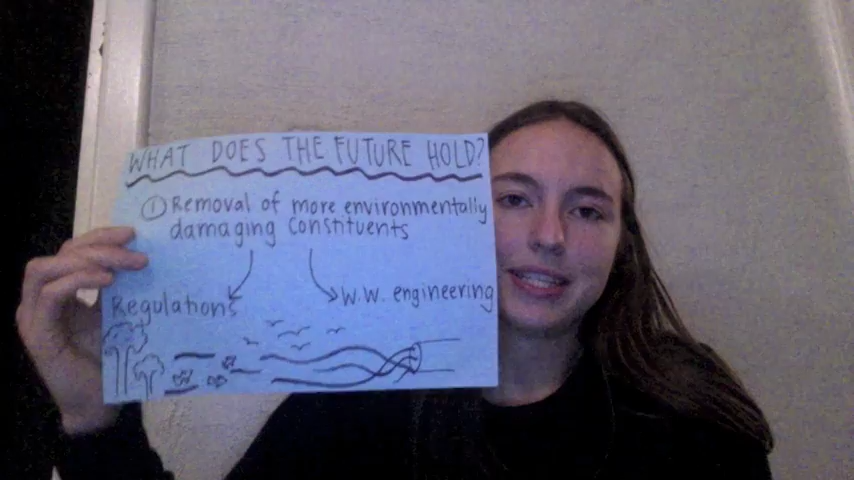 WHAT DOES THE FUTURE HOLD?
① Removal of more environmentally
damaging constituents
Regulations
W.W. engineering